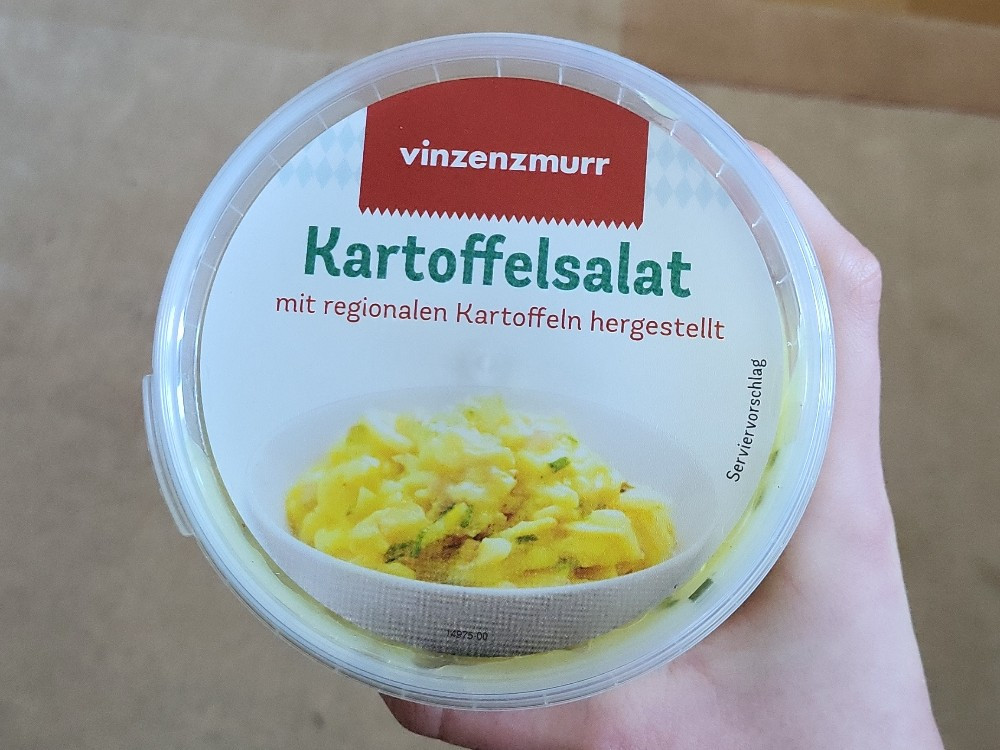 vinzenzmurr
Kartoffelsalat
mit regionalen Kartoffeln hergestellt
Serviervorschlag
14975-00